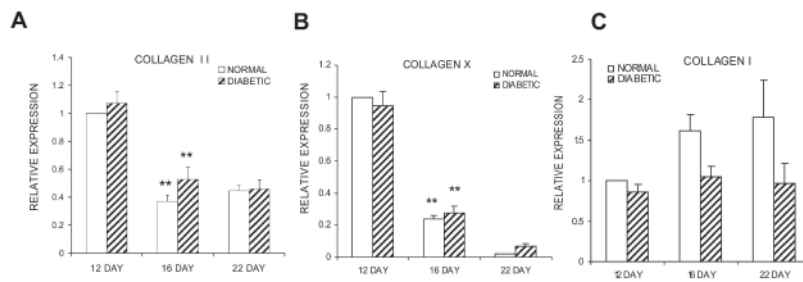 A
COLLAGEN II
NORMAL
DIABETIC
RELATIVE EXPRESSION
1.4
1.2
1
0.8
0.6
0.4
0.2
0
**
**
12 DAY
16 DAY
22 DAY
B
COLLAGEN X
NORMAL
DIABETIC
RELATIVE EXPRESSION
1.2
1
0.8
0.6
0.4
0.2
0
**
**
12 DAY
16 DAY
22 DAY
C
COLLAGEN I
NORMAL
DIABETIC
RELATIVE EXPRESSION
2.5
2
1.5
1
0.5
0
12 DAY
16 DAY
22 DAY